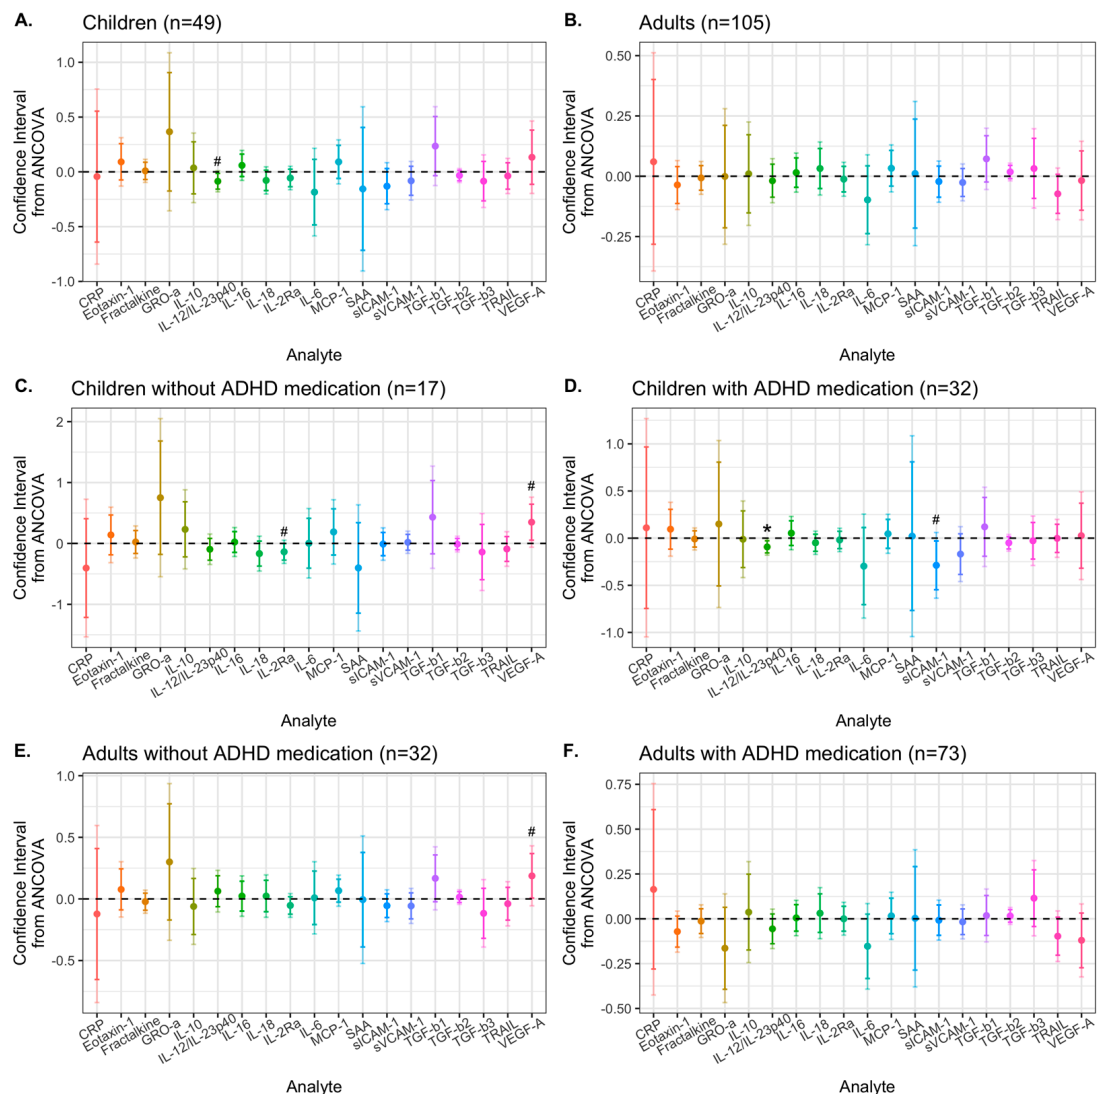 A. Children (n=49)
Confidence Interval
from ANCOVA
1.0
0.5
0.0
-0.5
-1.0
#
CRP
Eotaxin-1
Fractalkine
GRO-a
IL-10
IL-12/IL-23p40
IL-16
IL-18
IL-2Ra
IL-6
MCP-1
SAA
sICAM-1
sVCAM-1
TGF-b1
TGF-b2
TGF-b3
TRAIL
VEGF-A
Analyte
B. Adults (n=105)
Confidence Interval
from ANCOVA
0.50
0.25
0.00
-0.25
CRP
Eotaxin-1
Fractalkine
GRO-a
IL-10
IL-12/IL-23p40
IL-16
IL-18
IL-2Ra
IL-6
MCP-1
SAA
sICAM-1
sVCAM-1
TGF-b1
TGF-b2
TGF-b3
TRAIL
VEGF-A
Analyte
C. Children without ADHD medication (n=17)
Confidence Interval
from ANCOVA
2
1
0
-1
#
#
CRP
Eotaxin-1
Fractalkine
GRO-a
IL-10
IL-12/IL-23p40
IL-16
IL-18
IL-2Ra
IL-6
MCP-1
SAA
sICAM-1
sVCAM-1
TGF-b1
TGF-b2
TGF-b3
TRAIL
VEGF-A
Analyte
D. Children with ADHD medication (n=32)
Confidence Interval
from ANCOVA
1.0
0.5
0.0
-0.5
-1.0
*
#
CRP
Eotaxin-1
Fractalkine
GRO-a
IL-10
IL-12/IL-23p40
IL-16
IL-18
IL-2Ra
IL-6
MCP-1
SAA
sICAM-1
sVCAM-1
TGF-b1
TGF-b2
TGF-b3
TRAIL
VEGF-A
Analyte
E. Adults without ADHD medication (n=32)
Confidence Interval
from ANCOVA
1.0
0.5
0.0
-0.5
#
CRP
Eotaxin-1
Fractalkine
GRO-a
IL-10
IL-12/IL-23p40
IL-16
IL-18
IL-2Ra
IL-6
MCP-1
SAA
sICAM-1
sVCAM-1
TGF-b1
TGF-b2
TGF-b3
TRAIL
VEGF-A
Analyte
F. Adults with ADHD medication (n=73)
Confidence Interval
from ANCOVA
0.75
0.50
0.25
0.00
-0.25
-0.50
CRP
Eotaxin-1
Fractalkine
GRO-a
IL-10
IL-12/IL-23p40
IL-16
IL-18
IL-2Ra
IL-6
MCP-1
SAA
sICAM-1
sVCAM-1
TGF-b1
TGF-b2
TGF-b3
TRAIL
VEGF-A
Analyte